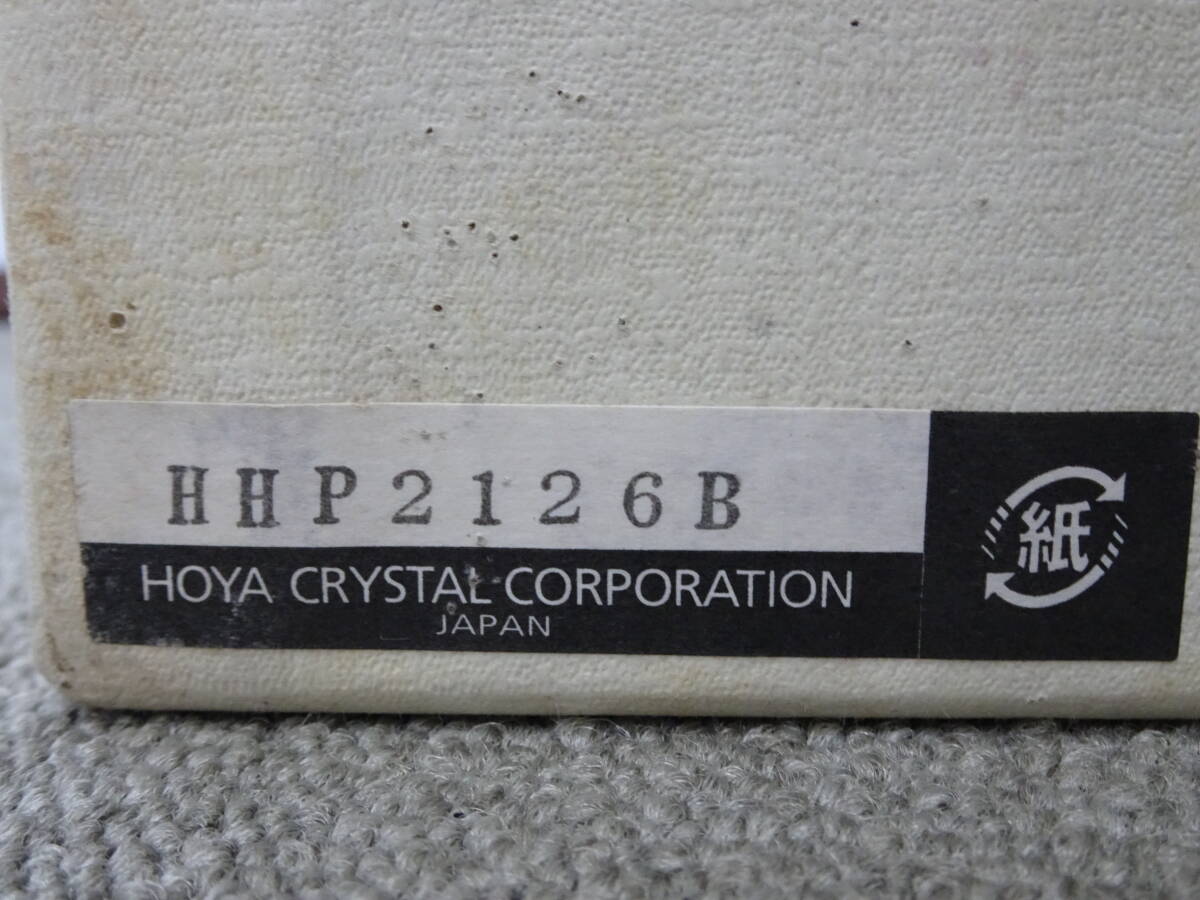 HHP2126B
HOYA CRYSTAL CORPORATION
JAPAN
紙